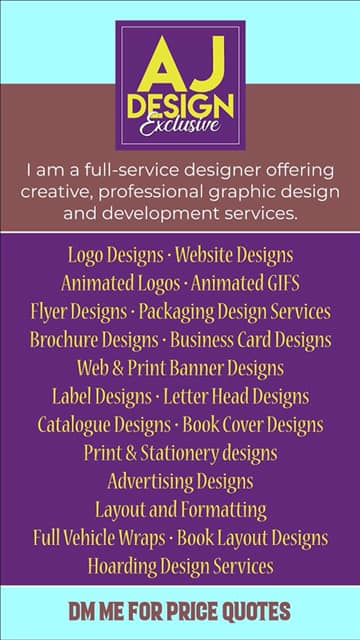 AJ
DESIGN
Exclusive
I am a full-service designer offering
creative, professional graphic design
and development services.
Logo Designs · Website Designs
Animated Logos · Animated GIFS
Flyer Designs · Packaging Design Services
Brochure Designs · Business Card Designs
Web & Print Banner Designs
Label Designs · Letter Head Designs
Catalogue Designs · Book Cover Designs
Print & Stationery designs
Advertising Designs
Layout and Formatting
Full Vehicle Wraps · Book Layout Designs
Hoarding Design Services
DM ME FOR PRICE QUOTES